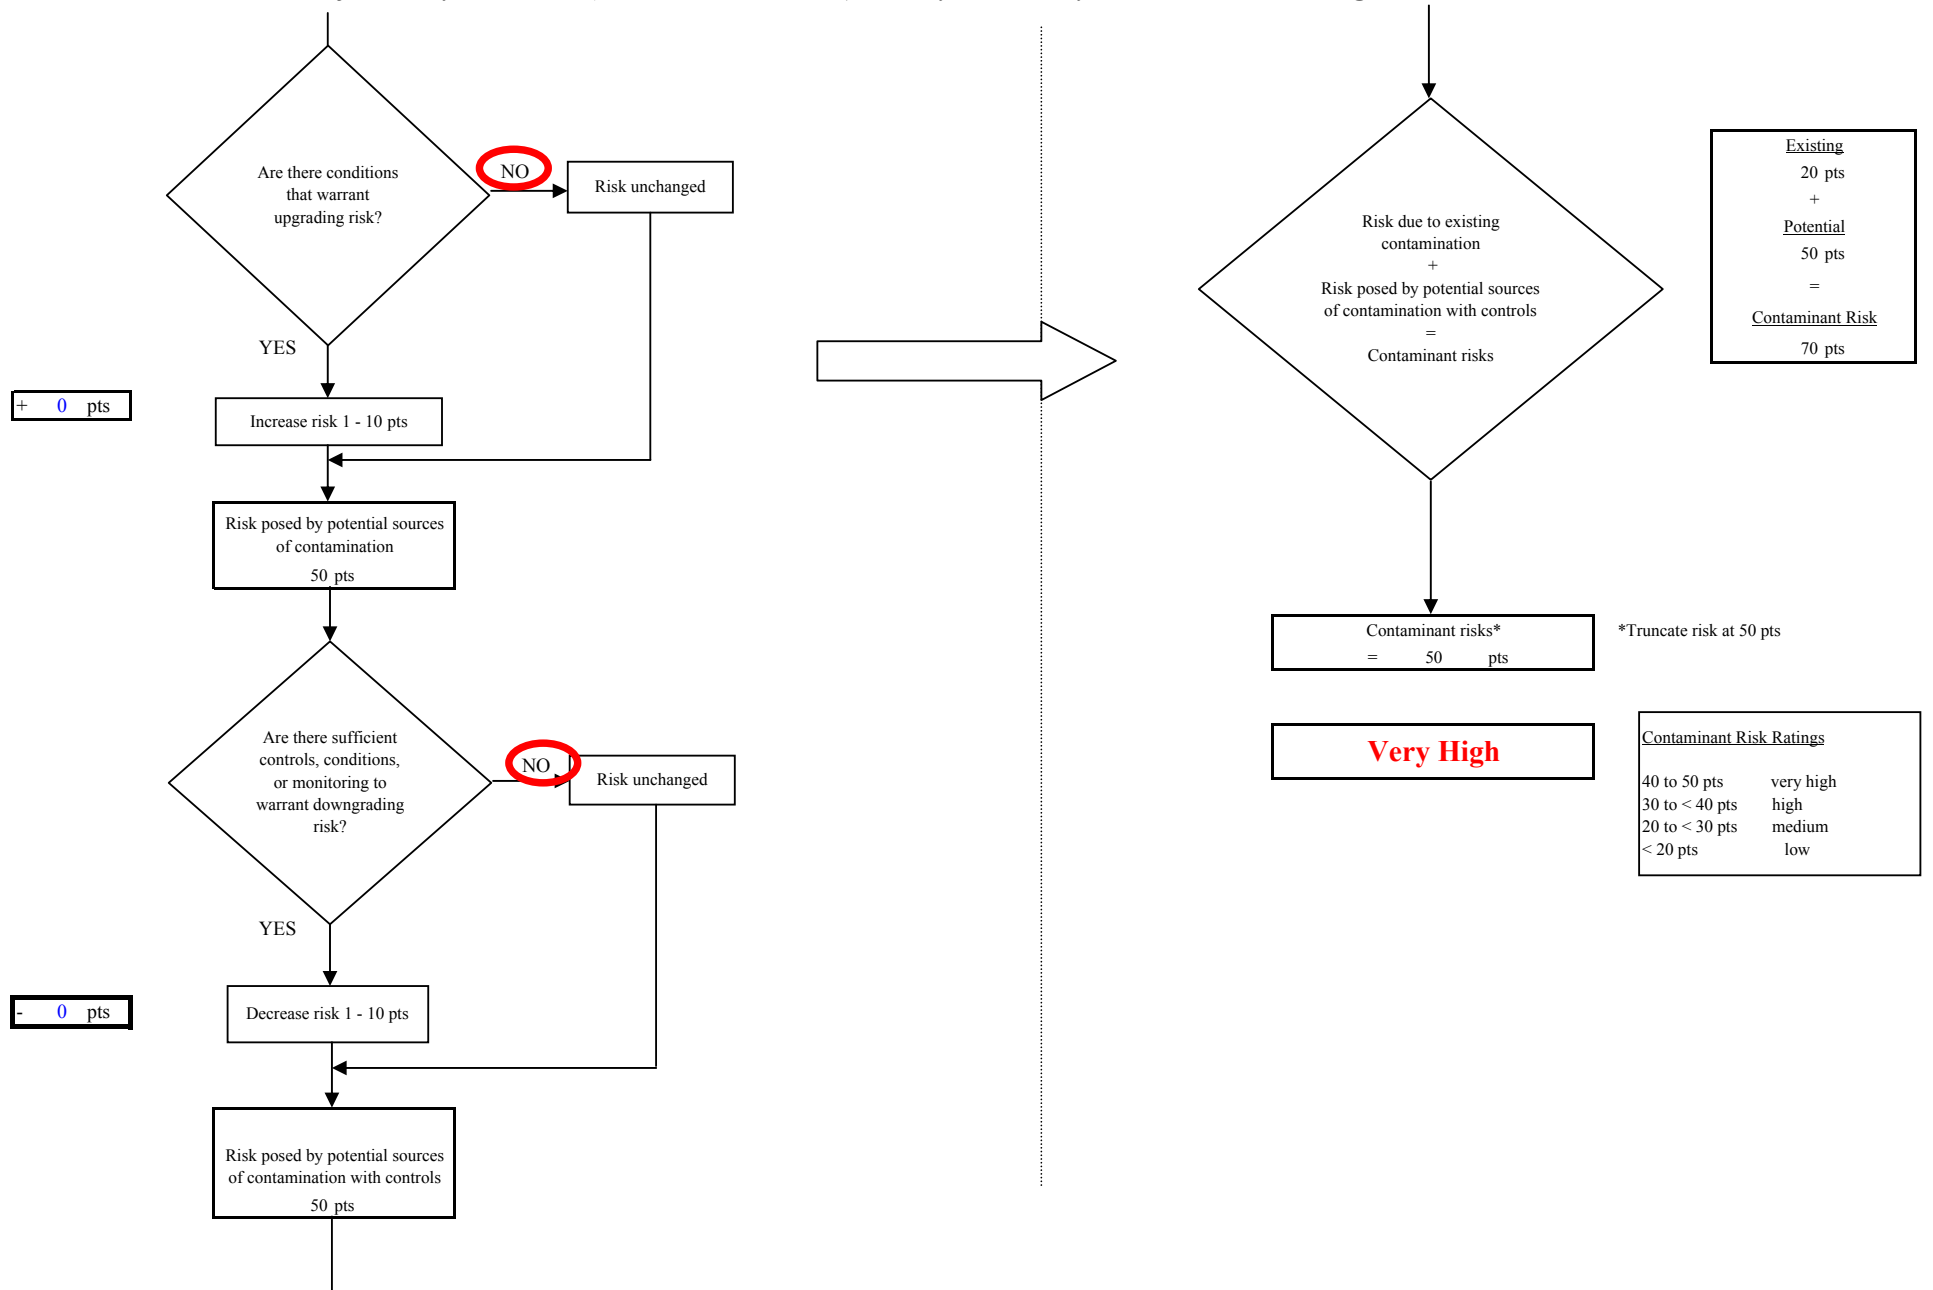 Are there conditions
that warrant
upgrading risk?
NO
Risk unchanged
YES
+ 0 pts
Increase risk 1 - 10 pts
Risk posed by potential sources
of contamination
50 pts
Are there sufficient
controls, conditions,
or monitoring to
warrant downgrading
risk?
NO
Risk unchanged
YES
- 0 pts
Decrease risk 1 - 10 pts
Risk posed by potential sources
of contamination with controls
50 pts
Risk due to existing
contamination
+
Risk posed by potential sources
of contamination with controls
=
Contaminant risks
Existing
20 pts
+
Potential
50 pts
=
Contaminant Risk
70 pts
Contaminant risks*
= 50 pts
*Truncate risk at 50 pts
Very High
Contaminant Risk Ratings
40 to 50 pts very high
30 to < 40 pts high
20 to < 30 pts medium
< 20 pts low